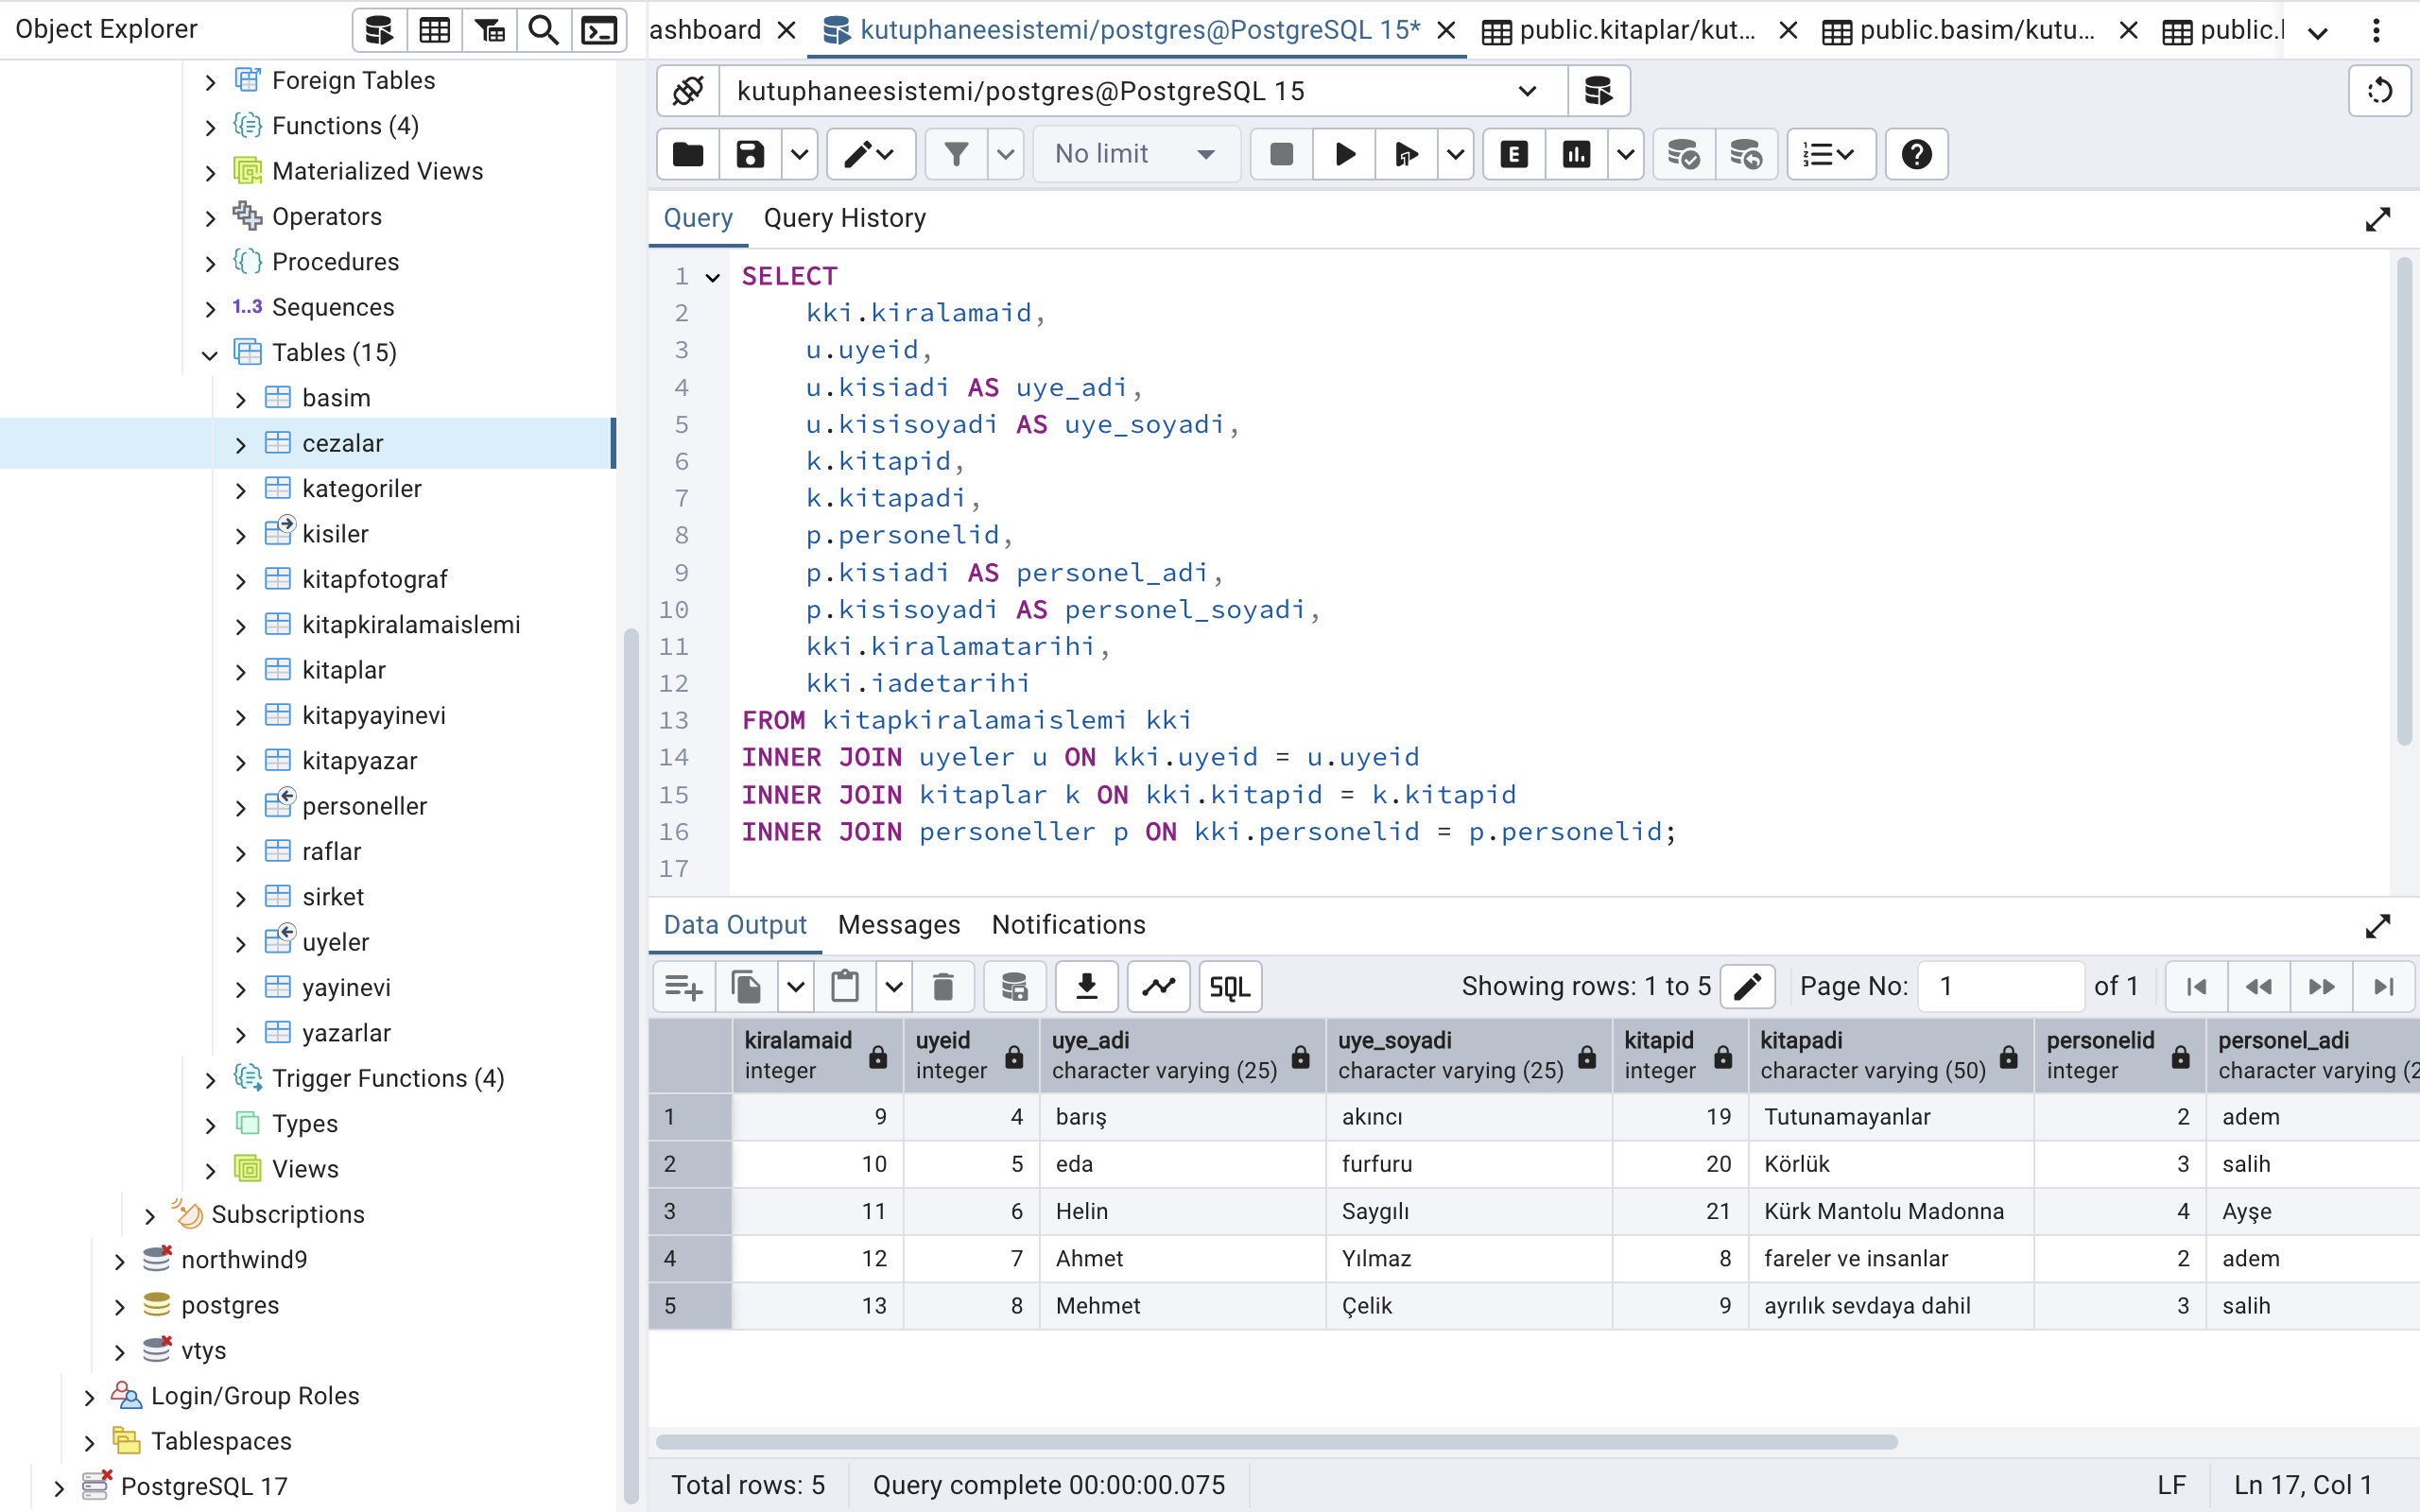 Object Explorer
ashboard
kutuphaneesistemi/postgres@PostgreSQL 15*
public.kitaplar/kut...
public.basim/kutu...
public.
kutuphaneesistemi/postgres@PostgreSQL 15
No limit
E
Query
Query History
1 SELECT
2 kki.kiralamaid,
3 u.uyeid,
4 u.kisiadi AS uye_adi,
5 u.kisisoyadi AS uye_soyadi,
6 k.kitapid,
7 k.kitapadi,
8 p.personelid,
9 p.kisiadi AS personel_adi,
10 p.kisisoyadi AS personel_soyadi,
11 kki.kiralamatarihi,
12 kki.iadetarihi
13 FROM kitapkiralamaislemi kki
14 INNER JOIN uyeler u ON kki.uyeid = u.uyeid
15 INNER JOIN kitaplar k ON kki.kitapid = k.kitapid
16 INNER JOIN personeller p ON kki.personelid = p.personelid;
17
Foreign Tables
Functions (4)
Materialized Views
Operators
Procedures
1..3 Sequences
Tables (15)
basim
cezalar
kategoriler
kisiler
kitapfotograf
kitapkiralamaislemi
kitaplar
kitapyayinevi
kitapyazar
personeller
raflar
sirket
uyeler
yayinevi
yazarlar
Trigger Functions (4)
Types
Views
Subscriptions
northwind9
postgres
vtys
Login/Group Roles
Tablespaces
PostgreSQL 17
Data Output
Messages
Notifications
SQL
Showing rows: 1 to 5
Page No: 1 of 1
kiralamaid integer
uyeid integer
uye_adi character varying (25)
uye_soyadi character varying (25)
kitapid integer
kitapadi character varying (50)
personelid integer
personel_adi character varying (2
1 9 4 barış akıncı 19 Tutunamayanlar 2 adem
2 10 5 eda furfuru 20 Körlük 3 salih
3 11 6 Helin Saygılı 21 Kürk Mantolu Madonna 4 Ayşe
4 12 7 Ahmet Yılmaz 8 fareler ve insanlar 2 adem
5 13 8 Mehmet Çelik 9 ayrılık sevdaya dahil 3 salih
Total rows: 5
Query complete 00:00:00.075
LF
Ln 17, Col 1